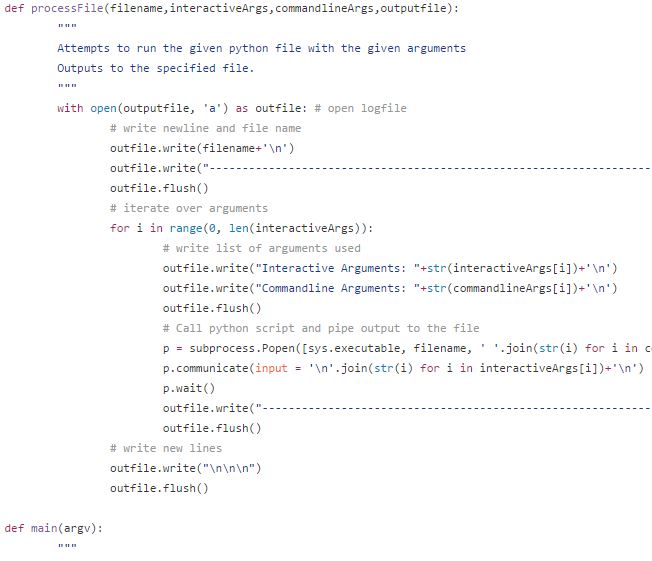 def processFile(filename,interactiveArgs,commandlineArgs,outputfile):
"""
Attempts to run the given python file with the given arguments
Outputs to the specified file.
"""
with open(outputfile, 'a') as outfile: # open logfile
# write newline and file name
outfile.write(filename+'\n')
outfile.write("-------------------------------------------------------------------
outfile.flush()
# iterate over arguments
for i in range(0, len(interactiveArgs)):
# write list of arguments used
outfile.write("Interactive Arguments: "+str(interactiveArgs[i])+'\n')
outfile.write("Commandline Arguments: "+str(commandlineArgs[i])+'\n')
outfile.flush()
# Call python script and pipe output to the file
p = subprocess.Popen([sys.executable, filename, ' '.join(str(i) for i in c
p.communicate(input = '\n'.join(str(i) for i in interactiveArgs[i])+'\n')
p.wait()
outfile.write("-----------------------------------------------------------
outfile.flush()
# write new lines
outfile.write("\n\n\n")
outfile.flush()
def main(argv):
"""